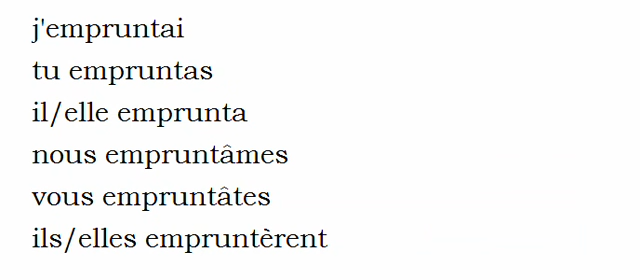 j'empruntai
tu empruntas
il/elle emprunta
nous empruntâmes
vous empruntâtes
ils/elles empruntèrent